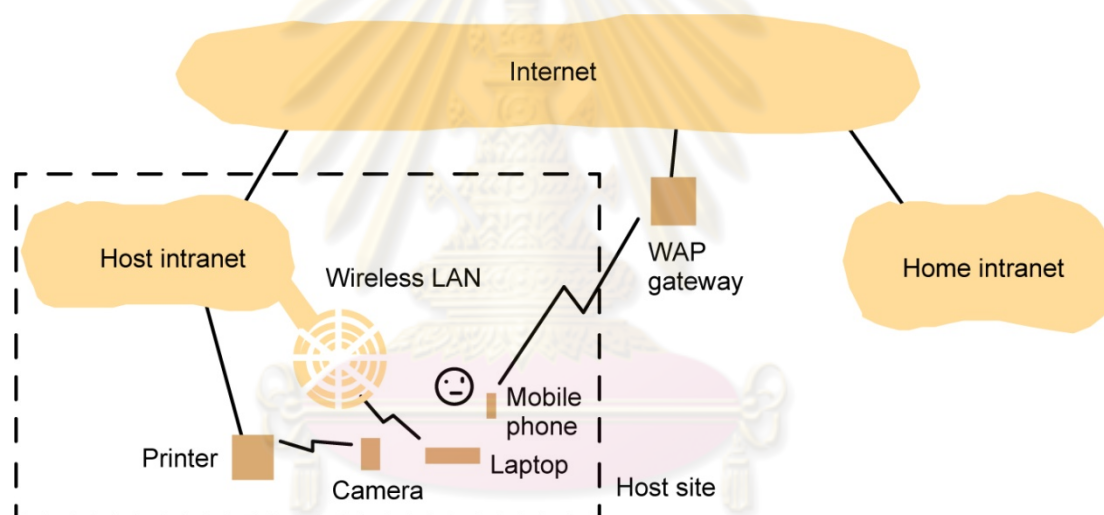 Internet
Host intranet
Wireless LAN
WAP
gateway
Home intranet
Mobile
phone
Printer
Camera
Laptop
Host site